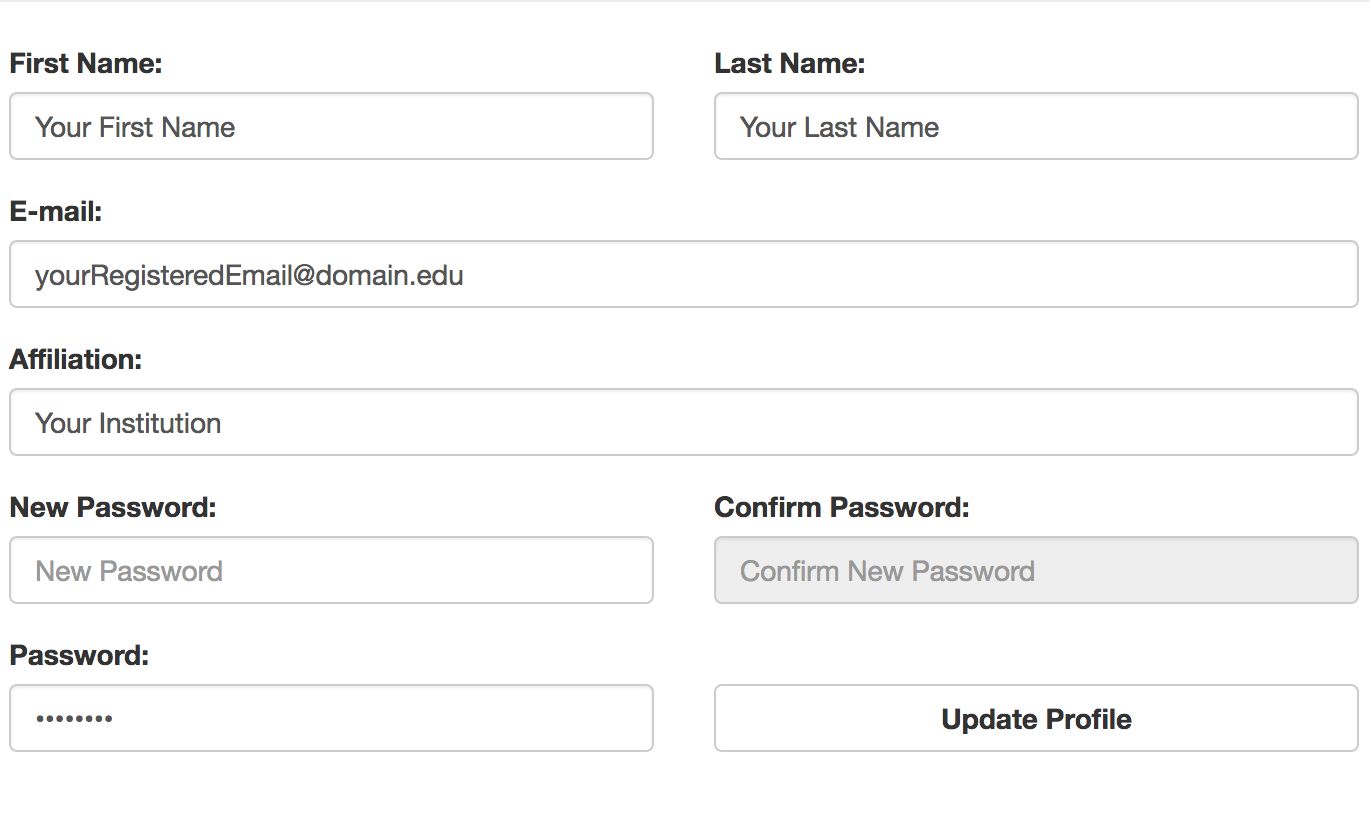 First Name:
Last Name:
Your First Name
Your Last Name
E-mail:
yourRegisteredEmail@domain.edu
Affiliation:
Your Institution
New Password:
Confirm Password:
New Password
Confirm New Password
Password:
••••••••
Update Profile